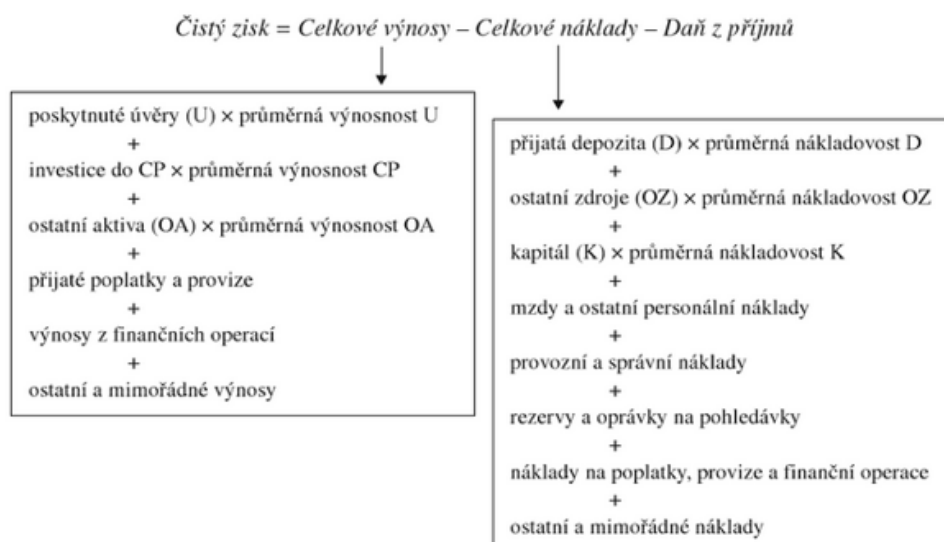 Čistý zisk = Celkové výnosy – Celkové náklady – Daň z příjmů
poskytnuté úvěry (U) × průměrná výnosnost U
+
investice do CP × průměrná výnosnost CP
+
ostatní aktiva (OA) × průměrná výnosnost OA
+
přijaté poplatky a provize
+
výnosy z finančních operací
+
ostatní a mimořádné výnosy
přijatá depozita (D) × průměrná nákladovost D
+
ostatní zdroje (OZ) × průměrná nákladovost OZ
+
kapitál (K) × průměrná nákladovost K
+
mzdy a ostatní personální náklady
+
provozní a správní náklady
+
rezervy a oprávky na pohledávky
+
náklady na poplatky, provize a finanční operace
+
ostatní a mimořádné náklady